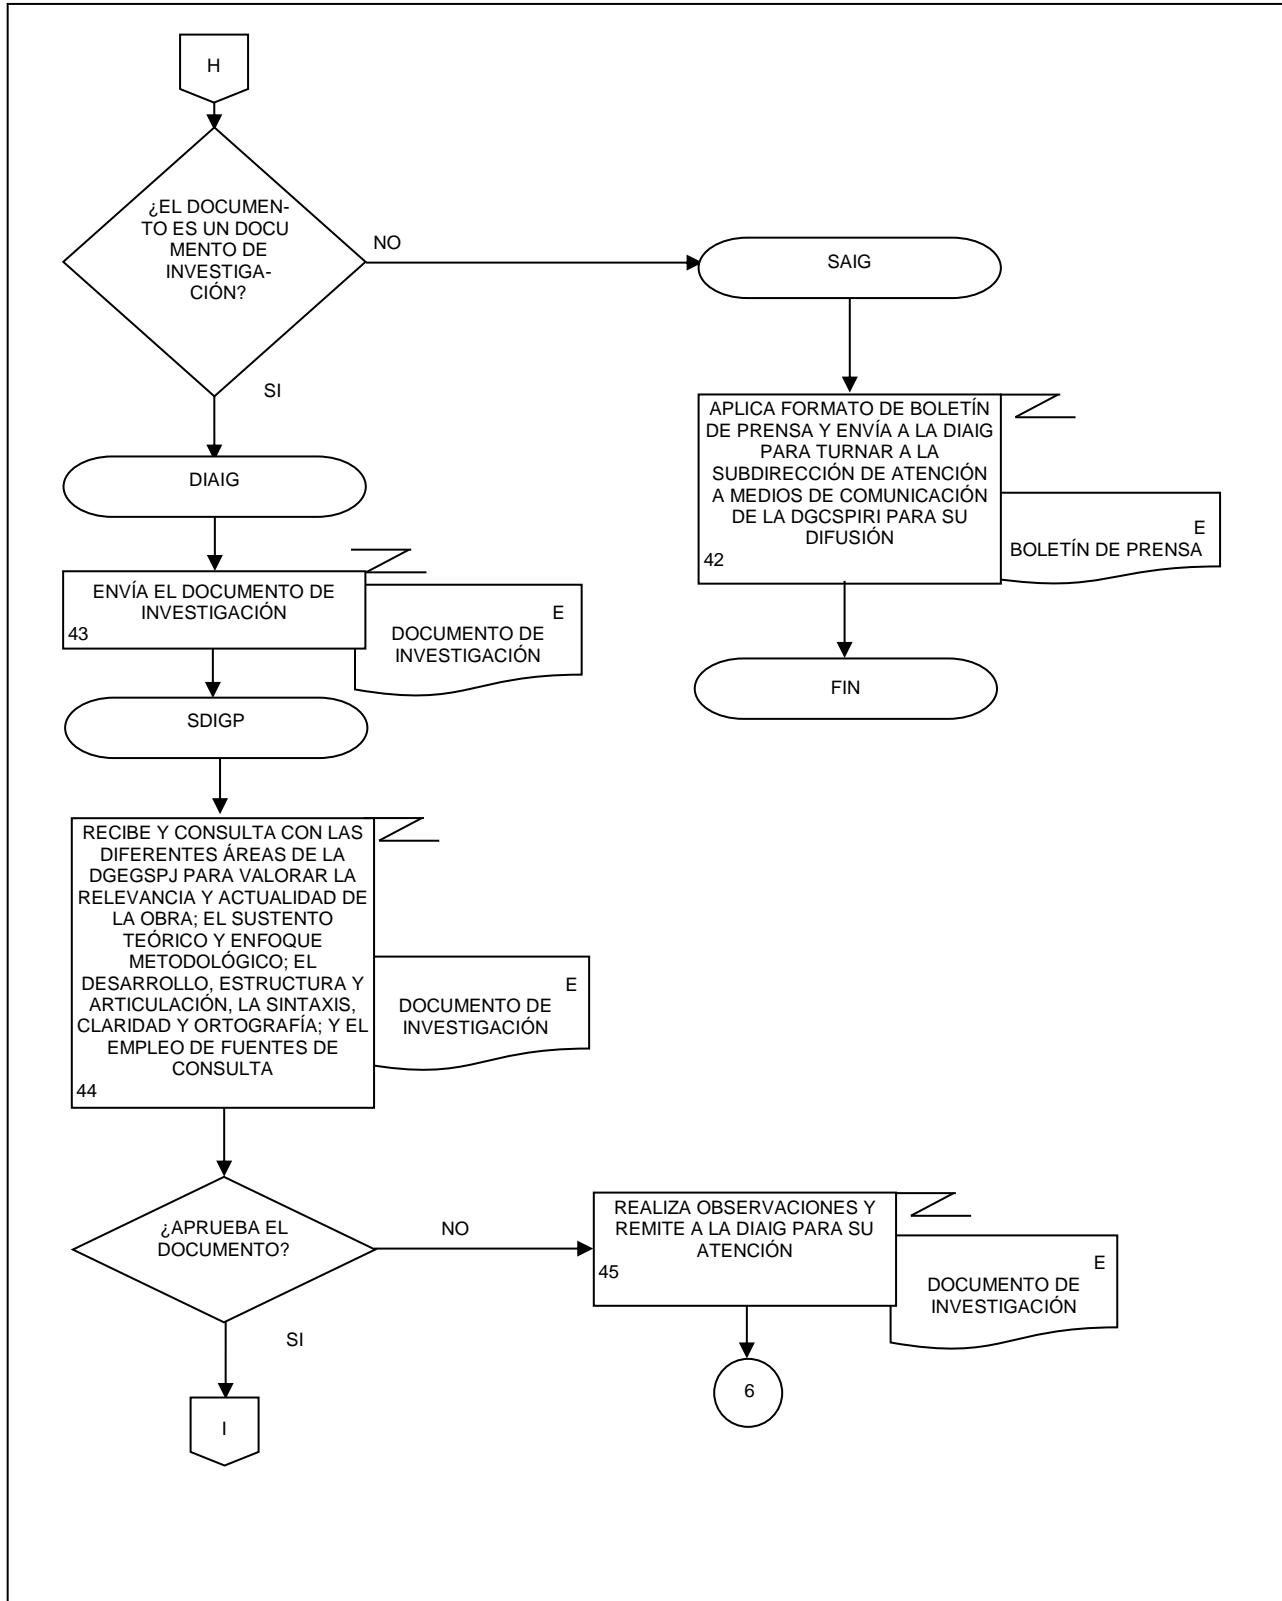 H
¿EL DOCUMEN-
TO ES UN DOCU
MENTO DE
INVESTIGA-
CIÓN?
NO
SAIG
SI
APLICA FORMATO DE BOLETÍN
DE PRENSA Y ENVÍA A LA DIAIG
PARA TURNAR A LA
SUBDIRECCIÓN DE ATENCIÓN
A MEDIOS DE COMUNICACIÓN
DE LA DGCSPIRI PARA SU
DIFUSIÓN
42
E
BOLETÍN DE PRENSA
FIN
DIAIG
ENVÍA EL DOCUMENTO DE
INVESTIGACIÓN
43
E
DOCUMENTO DE
INVESTIGACIÓN
SDIGP
RECIBE Y CONSULTA CON LAS
DIFERENTES ÁREAS DE LA
DGEGSPJ PARA VALORAR LA
RELEVANCIA Y ACTUALIDAD DE
LA OBRA; EL SUSTENTO
TEÓRICO Y ENFOQUE
METODOLÓGICO; EL
DESARROLLO, ESTRUCTURA Y
ARTICULACIÓN, LA SINTAXIS,
CLARIDAD Y ORTOGRAFÍA; Y EL
EMPLEO DE FUENTES DE
CONSULTA
44
E
DOCUMENTO DE
INVESTIGACIÓN
¿APRUEBA EL
DOCUMENTO?
NO
REALIZA OBSERVACIONES Y
REMITE A LA DIAIG PARA SU
ATENCIÓN
45
E
DOCUMENTO DE
INVESTIGACIÓN
SI
6
I